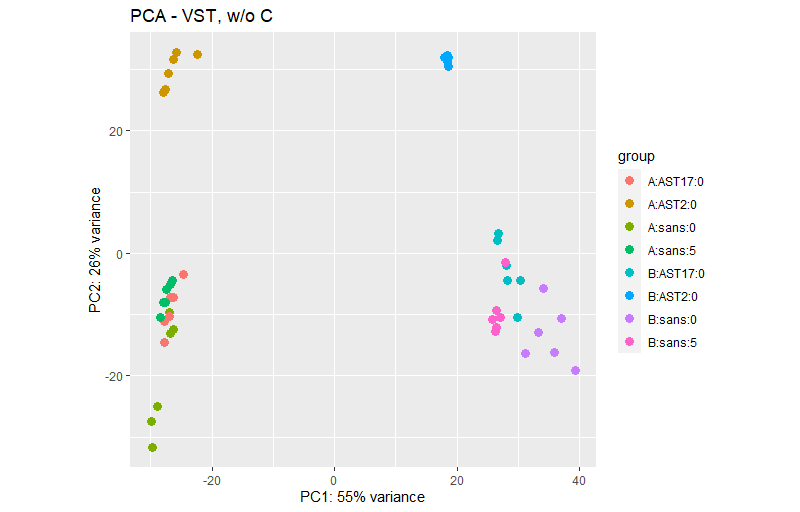 PCA - VST, w/o C
20
0
-20
PC2: 26% variance
-20
0
20
40
PC1: 55% variance
group
A:AST17:0
A:AST2:0
A:sans:0
A:sans:5
B:AST17:0
B:AST2:0
B:sans:0
B:sans:5